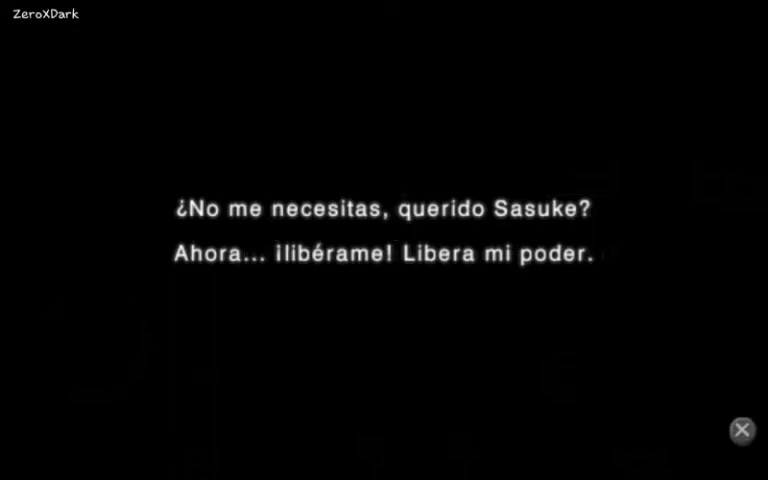 ZeroXDark
¿No me necesitas, querido Sasuke?
Ahora... ¡libérame! Libera mi poder.